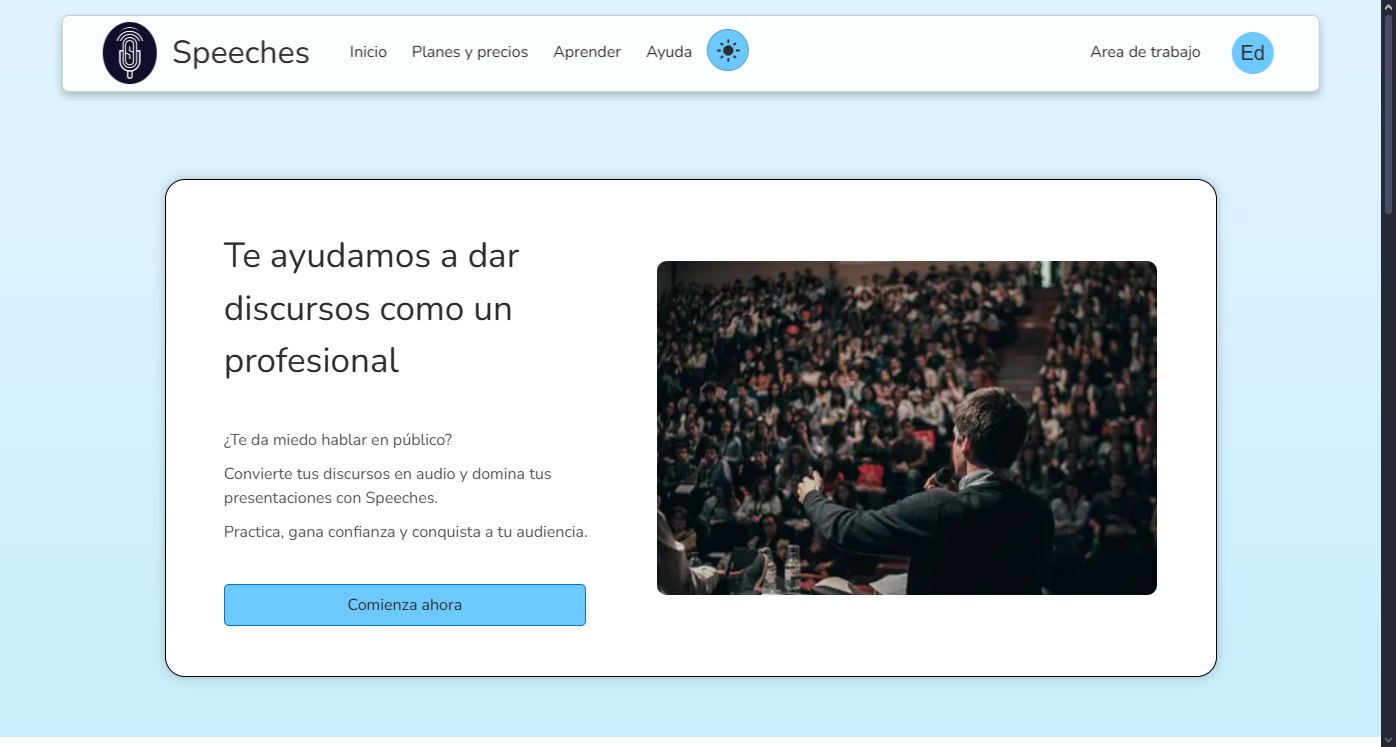 Speeches
Inicio
Planes y precios
Aprender
Ayuda
Area de trabajo
Ed
Te ayudamos a dar
discursos como un
profesional
¿Te da miedo hablar en público?
Convierte tus discursos en audio y domina tus
presentaciones con Speeches.
Practica, gana confianza y conquista a tu audiencia.
Comienza ahora